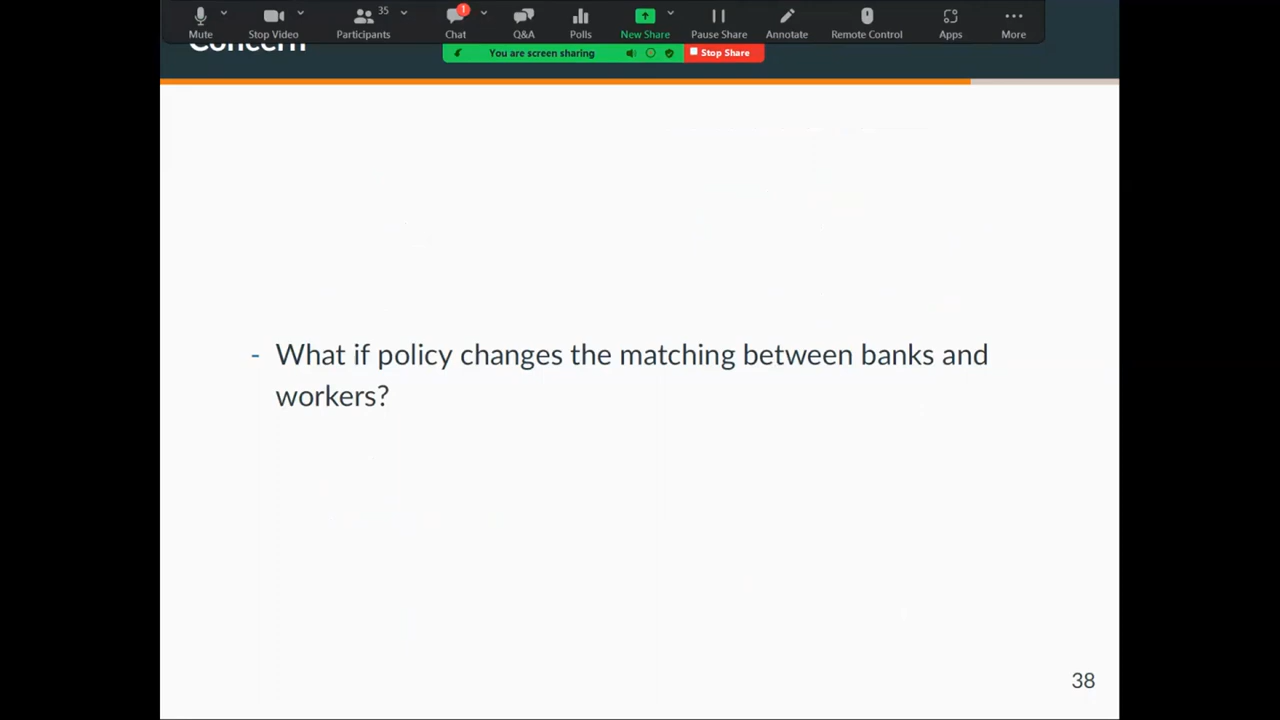 35
1
Mute
Stop Video
Participants
Chat
Q&A
Polls
New Share
Pause Share
Annotate
Remote Control
Apps
More
Concern
You are screen sharing
Stop Share
- What if policy changes the matching between banks and
workers?
38